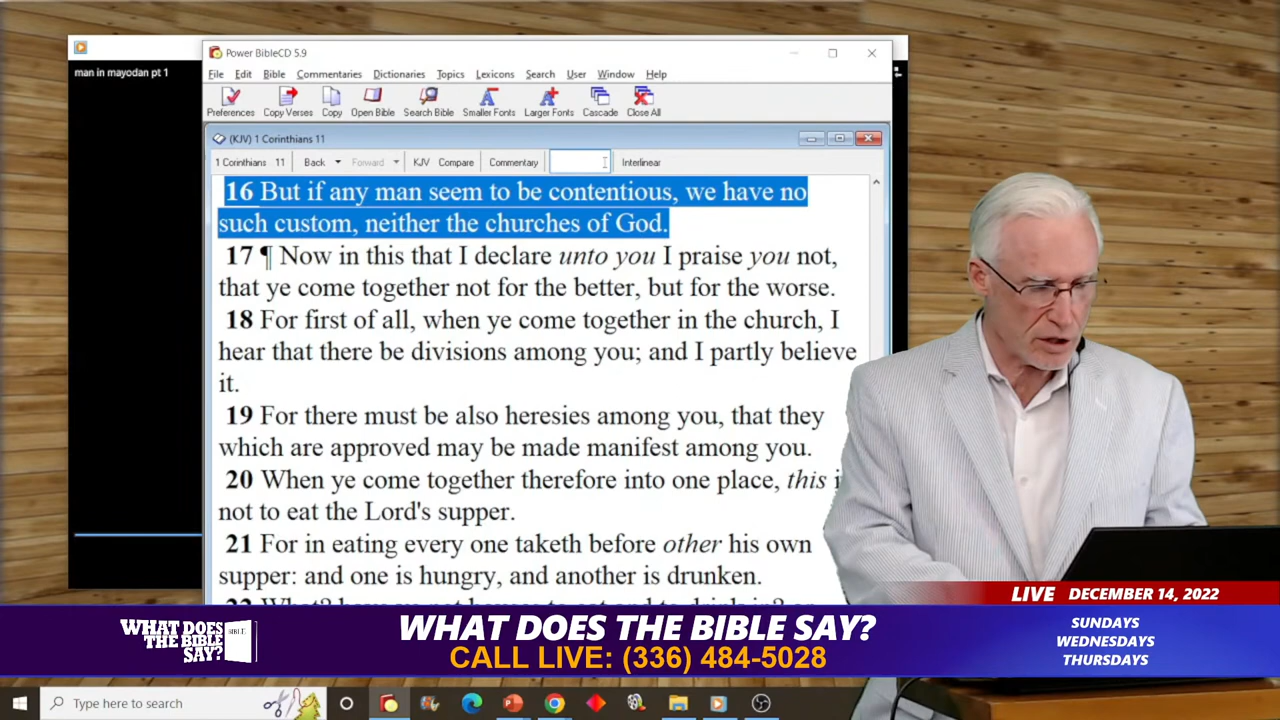 Power BibleCD 5.9
man in mayodan pt 1
File Edit Bible Commentaries Dictionaries Topics Lexicons Search User Window Help
Preferences Copy Verses Copy Open Bible Search Bible Smaller Fonts Larger Fonts Cascade Close All
(KJV) 1 Corinthians 11
1 Corinthians 11 Back Forward KJV Compare Commentary Interlinear
16 But if any man seem to be contentious, we have no
such custom, neither the churches of God.
17 ¶ Now in this that I declare unto you I praise you not,
that ye come together not for the better, but for the worse.
18 For first of all, when ye come together in the church, I
hear that there be divisions among you; and I partly believe
it.
19 For there must be also heresies among you, that they
which are approved may be made manifest among you.
20 When ye come together therefore into one place, this
not to eat the Lord's supper.
21 For in eating every one taketh before other his own
supper: and one is hungry, and another is drunken.
LIVE DECEMBER 14, 2022
WHAT DOES
THE BIBLE
SAY?
BIBLE
WHAT DOES THE BIBLE SAY?
CALL LIVE: (336) 484-5028
SUNDAYS
WEDNESDAYS
THURSDAYS
Type here to search